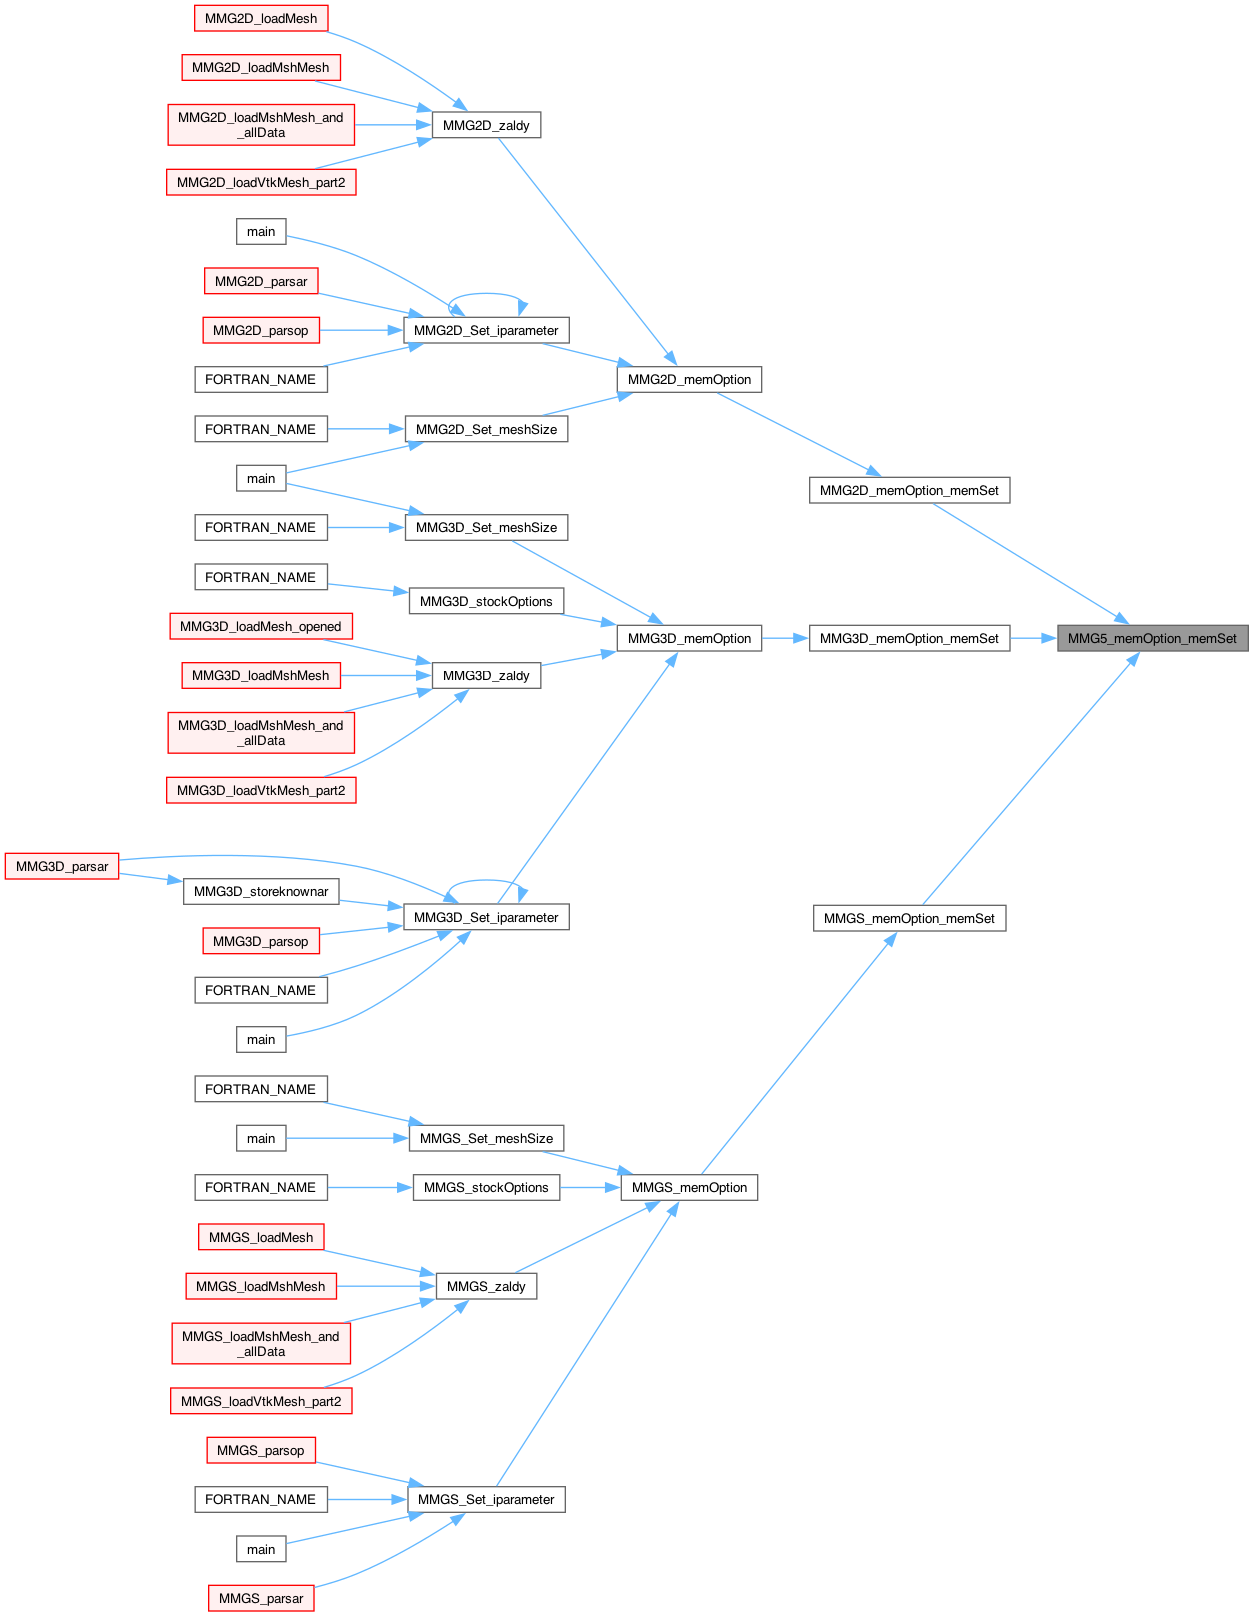 MMG2D_loadMesh
MMG2D_loadMshMesh
MMG2D_loadMshMesh_and
_allData
MMG2D_zaldy
MMG2D_loadVtkMesh_part2
main
MMG2D_parsar
MMG2D_parsop
MMG2D_Set_iparameter
FORTRAN_NAME
MMG2D_memOption
FORTRAN_NAME
MMG2D_Set_meshSize
main
MMG2D_memOption_memSet
FORTRAN_NAME
MMG3D_Set_meshSize
FORTRAN_NAME
MMG3D_stockOptions
MMG3D_loadMesh_opened
MMG3D_memOption
MMG3D_memOption_memSet
MMG5_memOption_memSet
MMG3D_loadMshMesh
MMG3D_zaldy
MMG3D_loadMshMesh_and
_allData
MMG3D_loadVtkMesh_part2
MMG3D_parsar
MMG3D_storeknownar
MMG3D_Set_iparameter
MMGS_memOption_memSet
MMG3D_parsop
FORTRAN_NAME
main
FORTRAN_NAME
main
MMGS_Set_meshSize
FORTRAN_NAME
MMGS_stockOptions
MMGS_memOption
MMGS_loadMesh
MMGS_loadMshMesh
MMGS_zaldy
MMGS_loadMshMesh_and
_allData
MMGS_loadVtkMesh_part2
MMGS_parsop
FORTRAN_NAME
MMGS_Set_iparameter
main
MMGS_parsar